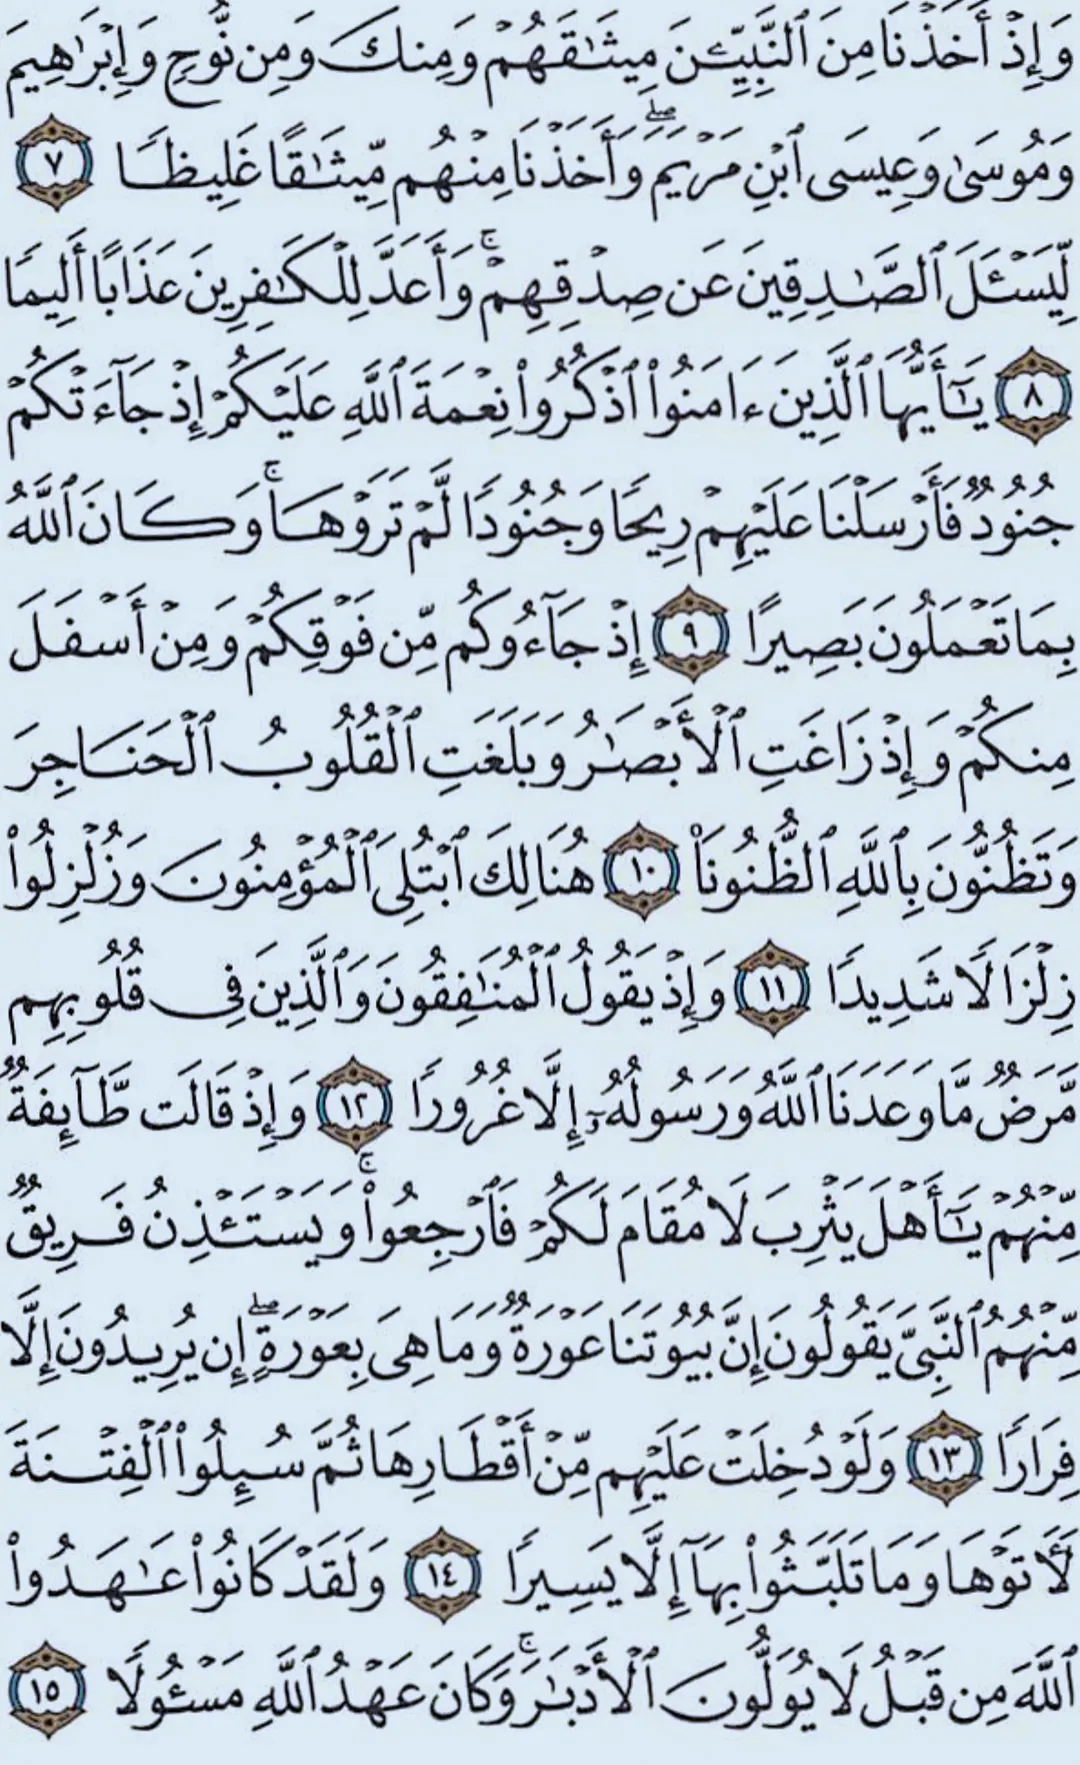 وَإِذْ أَخَذْنَا مِنَ ٱلنَّبِيِّـۧنَ مِيثَـٰقَهُمْ وَمِنكَ وَمِن نُّوحٍ وَإِبْرَٰهِيمَ
وَمُوسَىٰ وَعِيسَى ٱبْنِ مَرْيَمَ ۖ وَأَخَذْنَا مِنْهُم مِّيثَـٰقًا غَلِيظًا ٧
لِّيَسْـَٔلَ ٱلصَّـٰدِقِينَ عَن صِدْقِهِمْ ۚ وَأَعَدَّ لِلْكَـٰفِرِينَ عَذَابًا أَلِيمًا
٨ يَـٰٓأَيُّهَا ٱلَّذِينَ ءَامَنُوا۟ ٱذْكُرُوا۟ نِعْمَةَ ٱللَّهِ عَلَيْكُمْ إِذْ جَآءَتْكُمْ
جُنُودٌ فَأَرْسَلْنَا عَلَيْهِمْ رِيحًا وَجُنُودًا لَّمْ تَرَوْهَا ۚ وَكَانَ ٱللَّهُ
بِمَا تَعْمَلُونَ بَصِيرًا ٩ إِذْ جَآءُوكُم مِّن فَوْقِكُمْ وَمِنْ أَسْفَلَ
مِنكُمْ وَإِذْ زَاغَتِ ٱلْأَبْصَـٰرُ وَبَلَغَتِ ٱلْقُلُوبُ ٱلْحَنَاجِرَ
وَتَظُنُّونَ بِٱللَّهِ ٱلظُّنُونَا۠ ١٠ هُنَالِكَ ٱبْتُلِىَ ٱلْمُؤْمِنُونَ وَزُلْزِلُوا۟
زِلْزَالًا شَدِيدًا ١١ وَإِذْ يَقُولُ ٱلْمُنَـٰفِقُونَ وَٱلَّذِينَ فِى قُلُوبِهِم
مَّرَضٌ مَّا وَعَدَنَا ٱللَّهُ وَرَسُولُهُۥٓ إِلَّا غُرُورًا ١٢ وَإِذْ قَالَت طَّآئِفَةٌ
مِّنْهُمْ يَـٰٓأَهْلَ يَثْرِبَ لَا مُقَامَ لَكُمْ فَٱرْجِعُوا۟ ۚ وَيَسْتَـْٔذِنُ فَرِيقٌ
مِّنْهُمُ ٱلنَّبِىَّ يَقُولُونَ إِنَّ بُيُوتَنَا عَوْرَةٌ وَمَا هِىَ بِعَوْرَةٍ ۖ إِن يُرِيدُونَ إِلَّا
فِرَارًا ١٣ وَلَوْ دُخِلَتْ عَلَيْهِم مِّنْ أَقْطَارِهَا ثُمَّ سُئِلُوا۟ ٱلْفِتْنَةَ
لَـَٔاتَوْهَا وَمَا تَلَبَّثُوا۟ بِهَآ إِلَّا يَسِيرًا ١٤ وَلَقَدْ كَانُوا۟ عَـٰهَدُوا۟
ٱللَّهَ مِن قَبْلُ لَا يُوَلُّونَ ٱلْأَدْبَـٰرَ ۚ وَكَانَ عَهْدُ ٱللَّهِ مَسْـُٔولًا ١٥